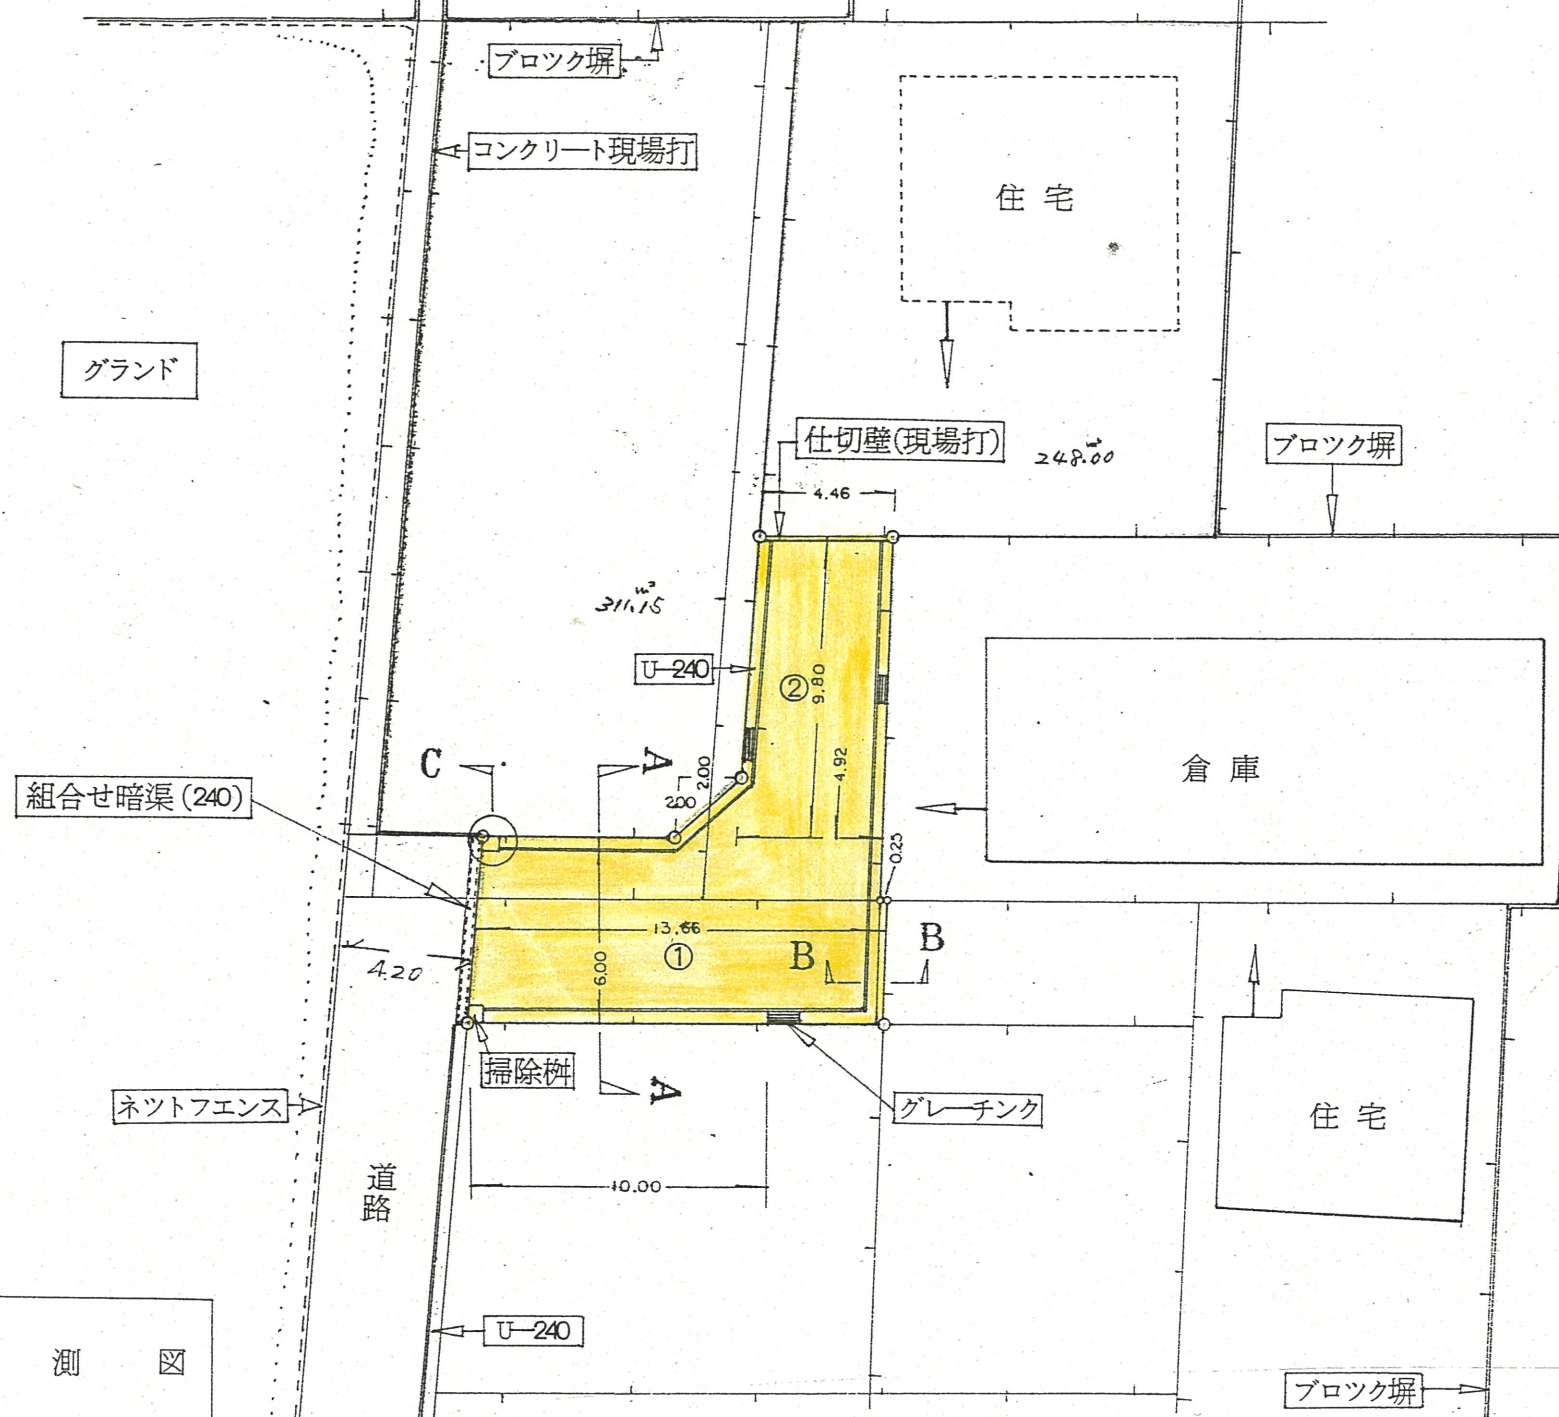 ブロツク塀
コンクリート現場打
住宅
グランド
仕切壁(現場打)
248.00㎡
ブロツク塀
4.46
311.15㎡
U-240
②
9.80
倉庫
C
A
2.00
2.00
4.92
組合せ暗渠(240)
0.25
13.66
①
B
B
4.20
6.00
掃除桝
A
ネツトフエンス
グレーチンク
住宅
道路
10.00
U-240
測図
ブロツク塀